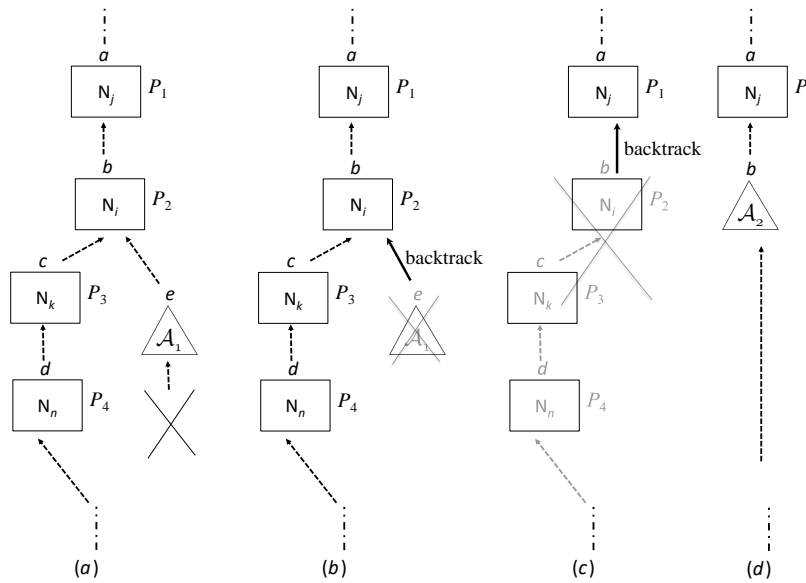 a
N_j P_1
b
N_i P_2
c
N_k P_3
e
𝒜_1
d
N_n P_4
(a)
a
N_j P_1
b
N_i P_2
c
backtrack
N_k P_3
e
𝒜_1
d
N_n P_4
(b)
a
N_j P_1
backtrack
b
N_i P_2
c
N_k P_3
d
N_n P_4
(c)
a
N_j P
b
𝒜_2
(d)